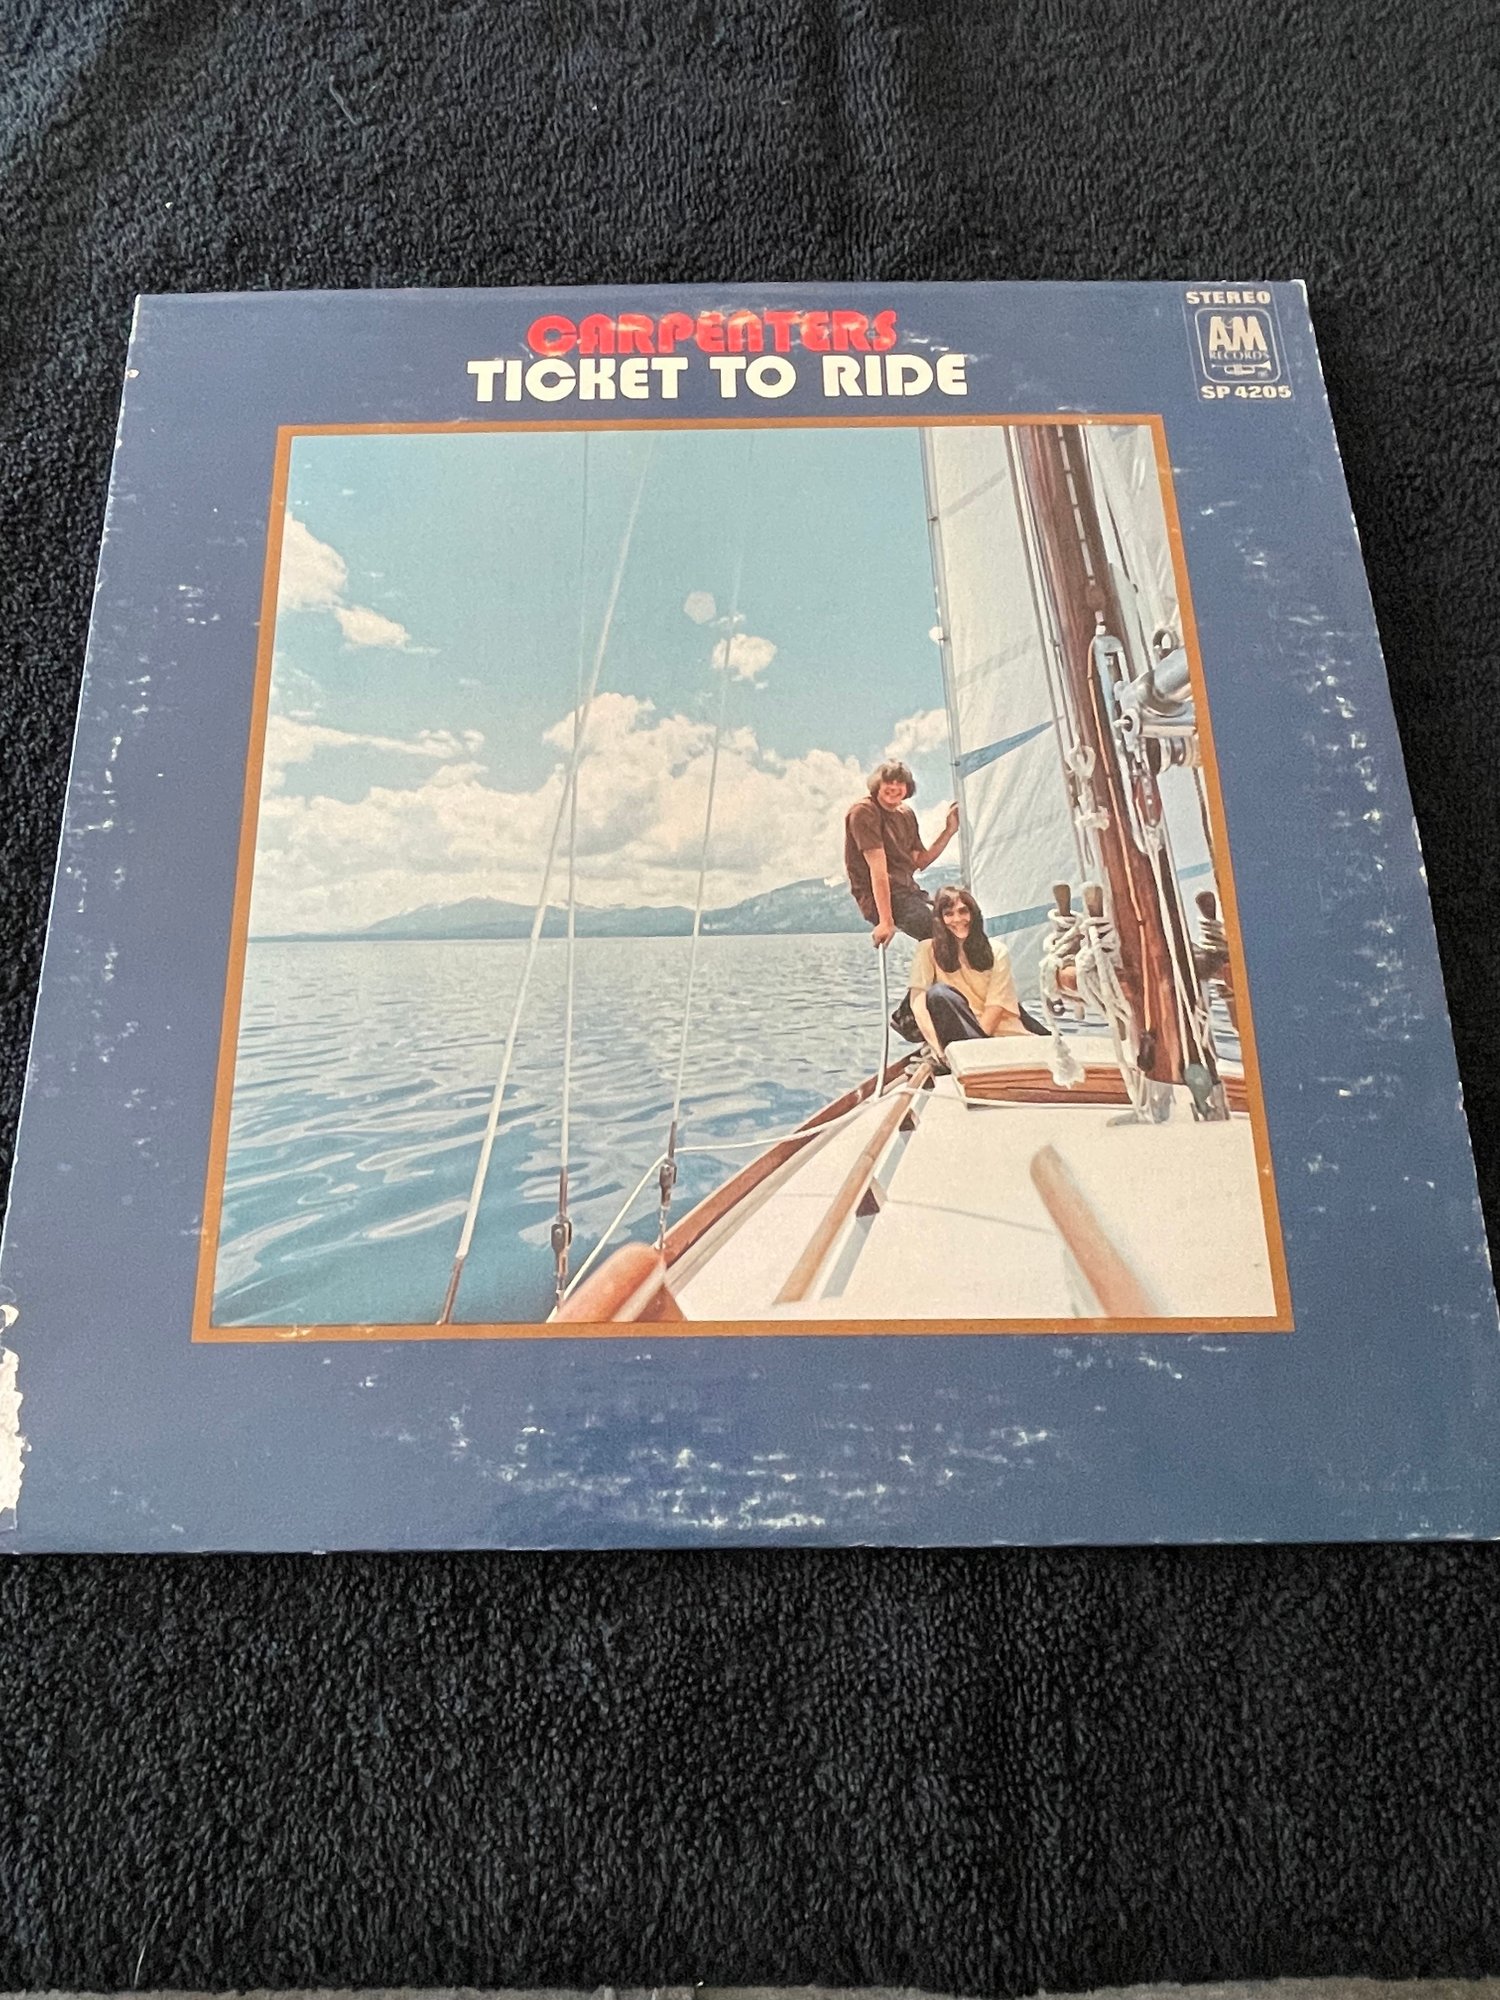 STEREO
CARPENTERS
TICKET TO RIDE
A&M
RECORDS
SP 4205